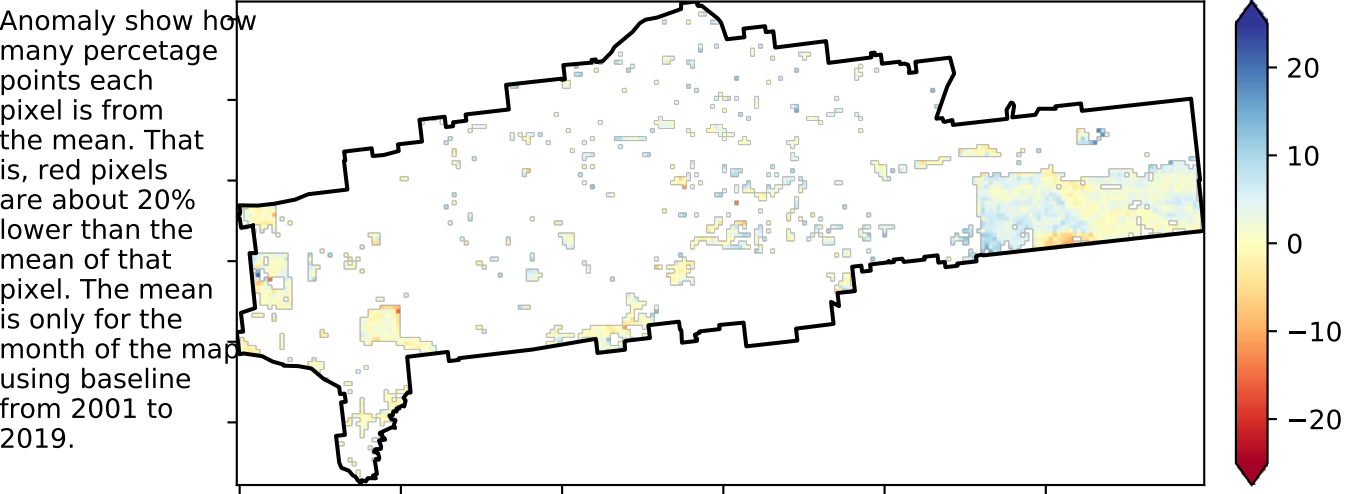 Anomaly show how
many percetage
points each
pixel is from
the mean. That
is, red pixels
are about 20%
lower than the
mean of that
pixel. The mean
is only for the
month of the map
using baseline
from 2001 to
2019.
20
10
0
−10
−20